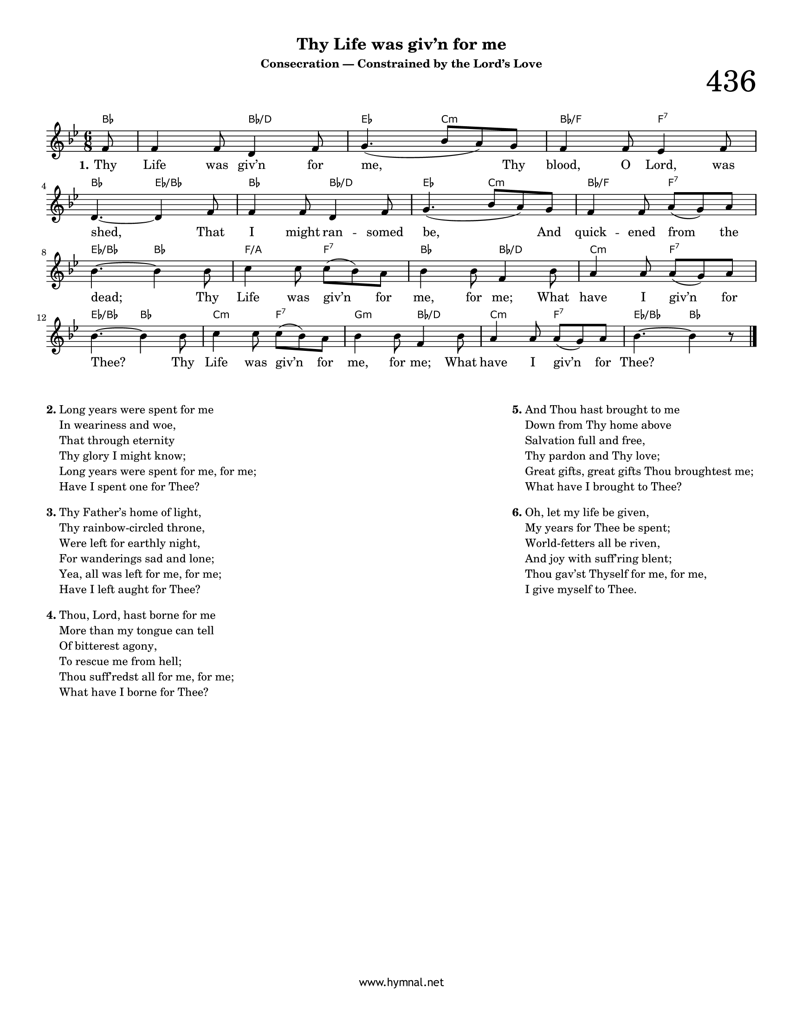 Thy Life was giv'n for me
Consecration — Constrained by the Lord's Love
436
B♭ B♭/D E♭ Cm B♭/F F7
1. Thy Life was giv'n for me, Thy blood, O Lord, was
4 B♭ E♭/B♭ B♭ B♭/D E♭ Cm B♭/F F7
shed, That I might ran - somed be, And quick - ened from the
8 E♭/B♭ B♭ F/A F7 B♭ B♭/D Cm F7
dead; Thy Life was giv'n for me, for me; What have I giv'n for
12 E♭/B♭ B♭ Cm F7 Gm B♭/D Cm F7 E♭/B♭ B♭
Thee? Thy Life was giv'n for me, for me; What have I giv'n for Thee?
2. Long years were spent for me
In weariness and woe,
That through eternity
Thy glory I might know;
Long years were spent for me, for me;
Have I spent one for Thee?
3. Thy Father's home of light,
Thy rainbow-circled throne,
Were left for earthly night,
For wanderings sad and lone;
Yea, all was left for me, for me;
Have I left aught for Thee?
4. Thou, Lord, hast borne for me
More than my tongue can tell
Of bitterest agony,
To rescue me from hell;
Thou suff'redst all for me, for me;
What have I borne for Thee?
5. And Thou hast brought to me
Down from Thy home above
Salvation full and free,
Thy pardon and Thy love;
Great gifts, great gifts Thou broughtest me;
What have I brought to Thee?
6. Oh, let my life be given,
My years for Thee be spent;
World-fetters all be riven,
And joy with suff'ring blent;
Thou gav'st Thyself for me, for me,
I give myself to Thee.
www.hymnal.net